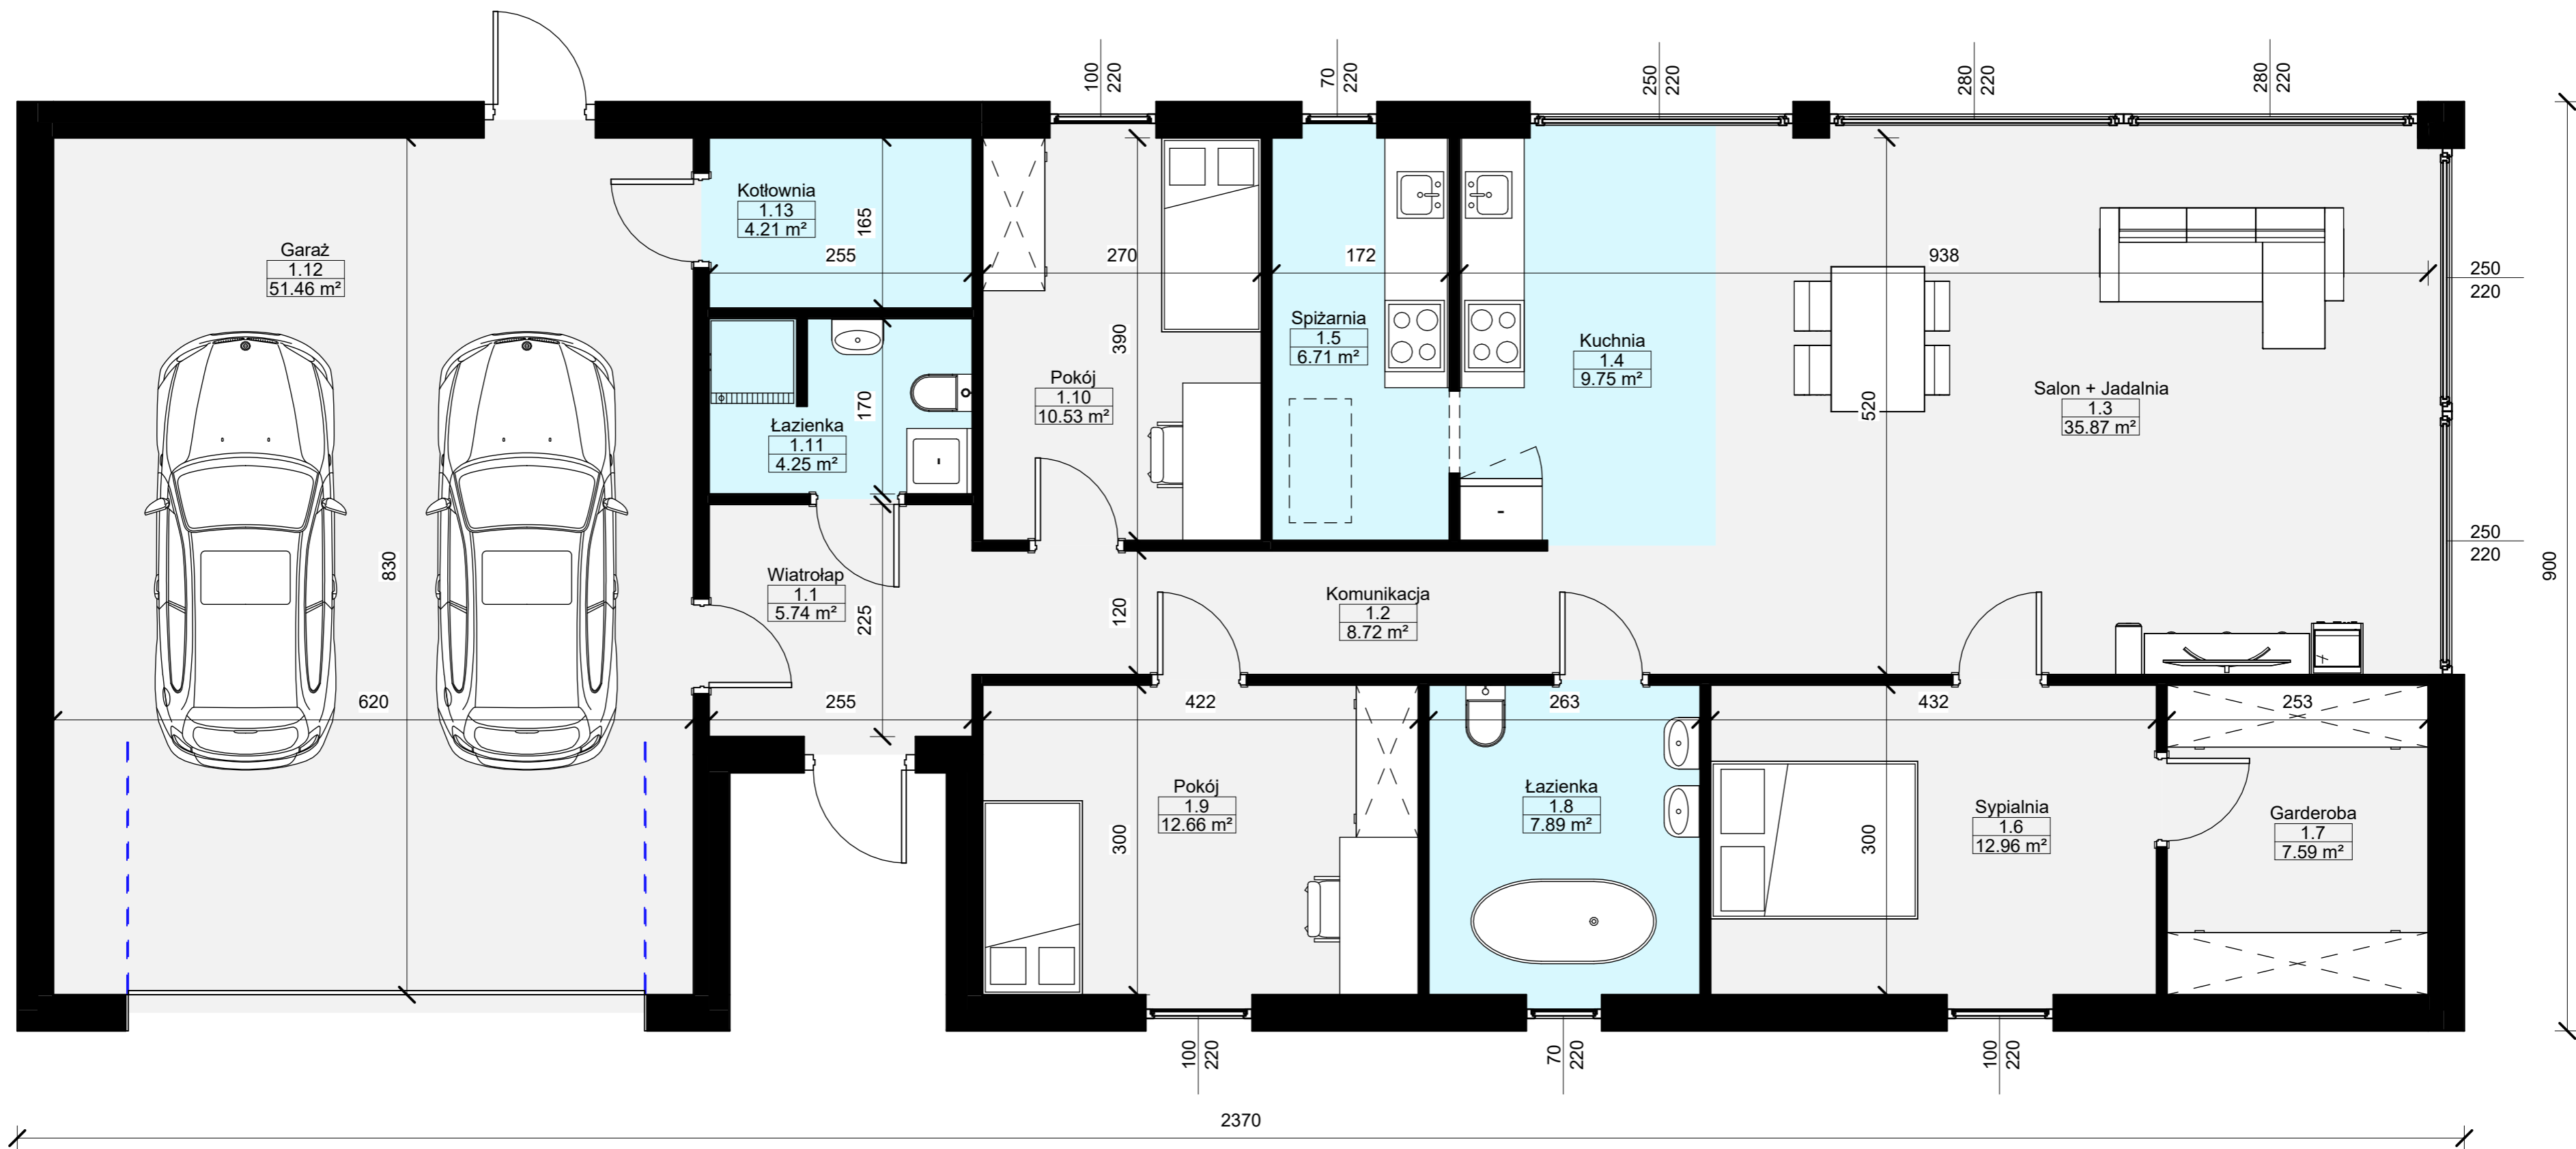 100
220
70
220
250
220
280
220
280
220
Kotłownia
1.13
4.21 m²
165
255
Garaż
1.12
51.46 m²
270
172
938
250
220
390
Spiżarnia
1.5
6.71 m²
Kuchnia
1.4
9.75 m²
Pokój
1.10
10.53 m²
Salon + Jadalnia
1.3
35.87 m²
520
170
Łazienka
1.11
4.25 m²
250
220
900
830
Wiatrołap
1.1
5.74 m²
225
120
Komunikacja
1.2
8.72 m²
620
255
422
263
432
253
Pokój
1.9
12.66 m²
300
Łazienka
1.8
7.89 m²
300
Sypialnia
1.6
12.96 m²
Garderoba
1.7
7.59 m²
100
220
70
220
100
220
2370